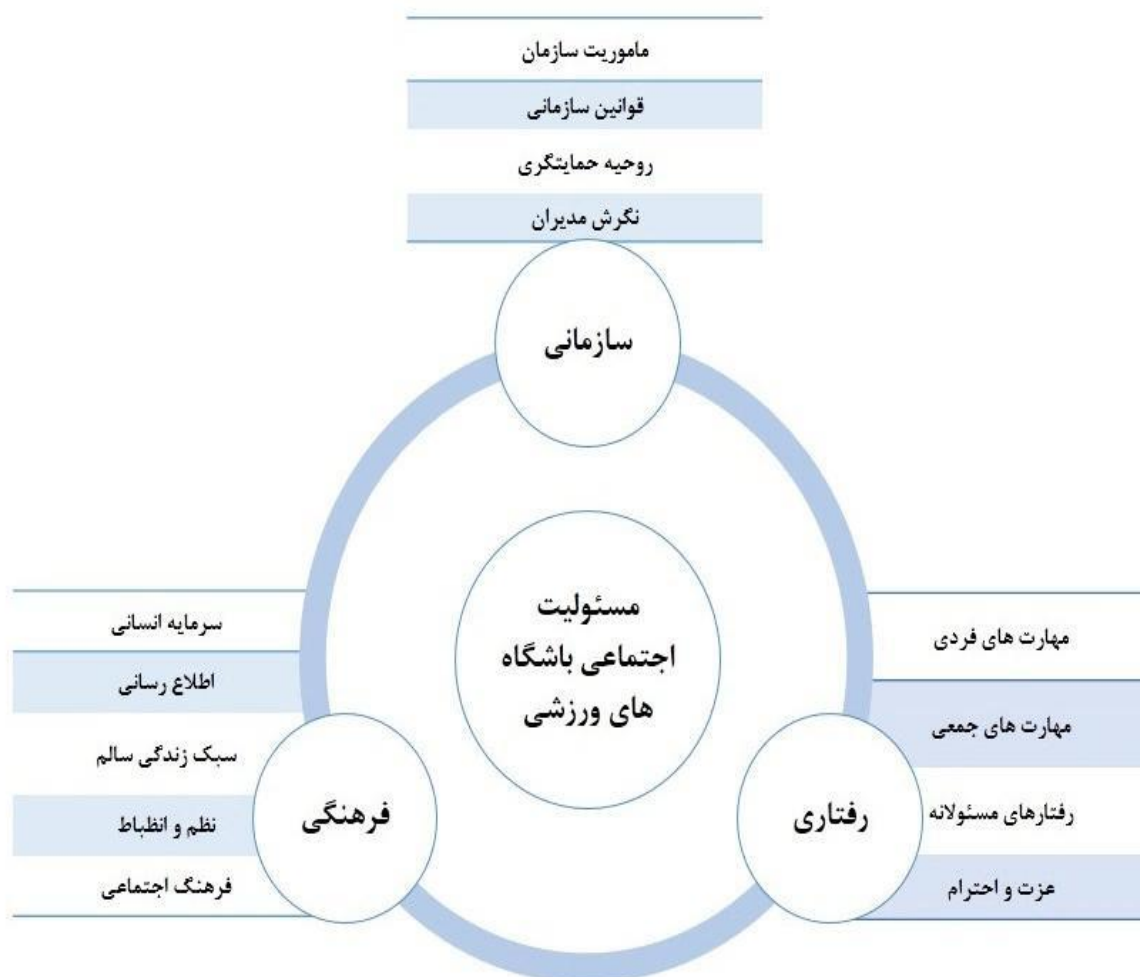 ماموریت سازمان
قوانین سازمانی
روحیه حمایتگری
نگرش مدیران
سازمانی
مسئولیت
اجتماعی باشگاه
های ورزشی
مهارت های فردی
مهارت های جمعی
رفتارهای مسئولانه
عزت و احترام
رفتاری
سرمایه انسانی
اطلاع رسانی
سبک زندگی سالم
نظم و انظباط
فرهنگ اجتماعی
فرهنگی